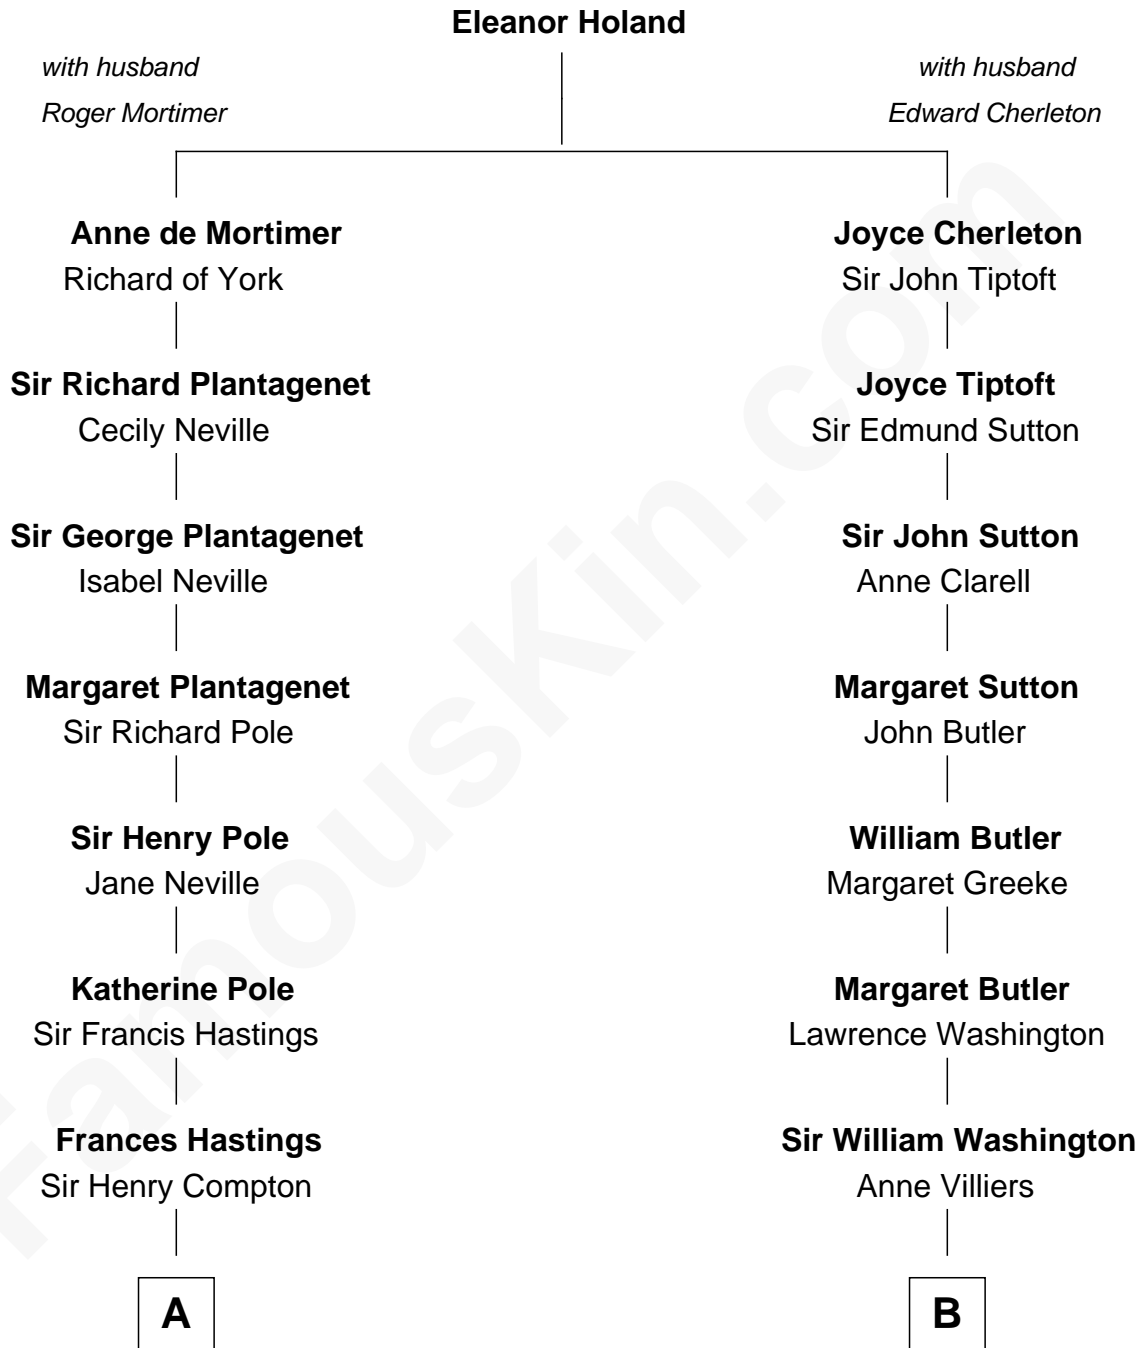 Eleanor Holand
with husband
Roger Mortimer
with husband
Edward Cherleton
Anne de Mortimer
Richard of York
Joyce Cherleton
Sir John Tiptoft
Sir Richard Plantagenet
Cecily Neville
Joyce Tiptoft
Sir Edmund Sutton
Sir George Plantagenet
Isabel Neville
Sir John Sutton
Anne Clarell
Margaret Plantagenet
Sir Richard Pole
Margaret Sutton
John Butler
Sir Henry Pole
Jane Neville
William Butler
Margaret Greeke
Katherine Pole
Sir Francis Hastings
Margaret Butler
Lawrence Washington
Frances Hastings
Sir Henry Compton
Sir William Washington
Anne Villiers
A
B
FamousKin.com